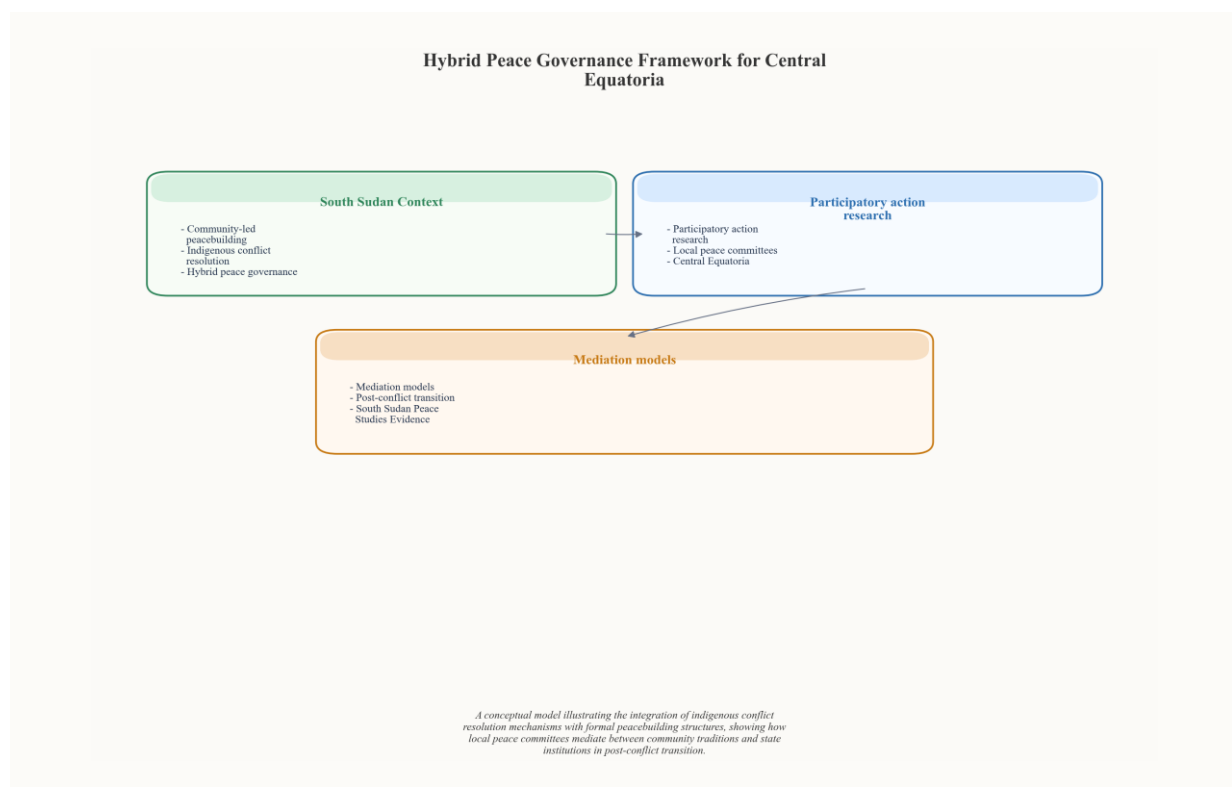 Hybrid Peace Governance Framework for Central
Equatoria
South Sudan Context
- Community-led
peacebuilding
- Indigenous conflict
resolution
- Hybrid peace governance
Participatory action
research
- Participatory action
research
- Local peace committees
- Central Equatoria
Mediation models
- Mediation models
- Post-conflict transition
- South Sudan Peace
Studies Evidence
A conceptual model illustrating the integration of indigenous conflict
resolution mechanisms with formal peacebuilding structures, showing how
local peace committees mediate between community traditions and state
institutions in post-conflict transition.